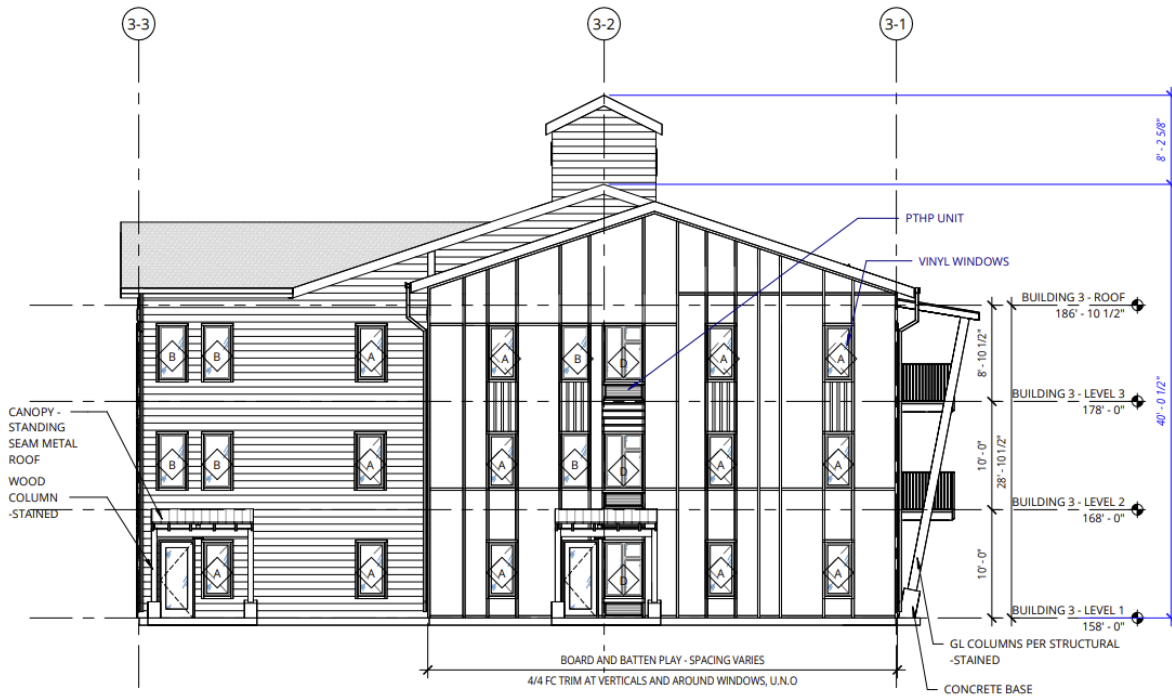 3-3
3-2
3-1
8' - 2 5/8"
PTHP UNIT
VINYL WINDOWS
BUILDING 3 - ROOF
186' - 10 1/2"
B
B
A
A
B
D
A
A
8' - 10 1/2"
BUILDING 3 - LEVEL 3
178' - 0"
40' - 0 1/2"
CANOPY -
STANDING
SEAM METAL
ROOF
WOOD
COLUMN
-STAINED
B
B
A
A
B
D
A
A
10' - 0"
28' - 10 1/2"
BUILDING 3 - LEVEL 2
168' - 0"
A
A
A
D
A
A
10' - 0"
BUILDING 3 - LEVEL 1
158' - 0"
GL COLUMNS PER STRUCTURAL
-STAINED
BOARD AND BATTEN PLAY - SPACING VARIES
4/4 FC TRIM AT VERTICALS AND AROUND WINDOWS, U.N.O
CONCRETE BASE